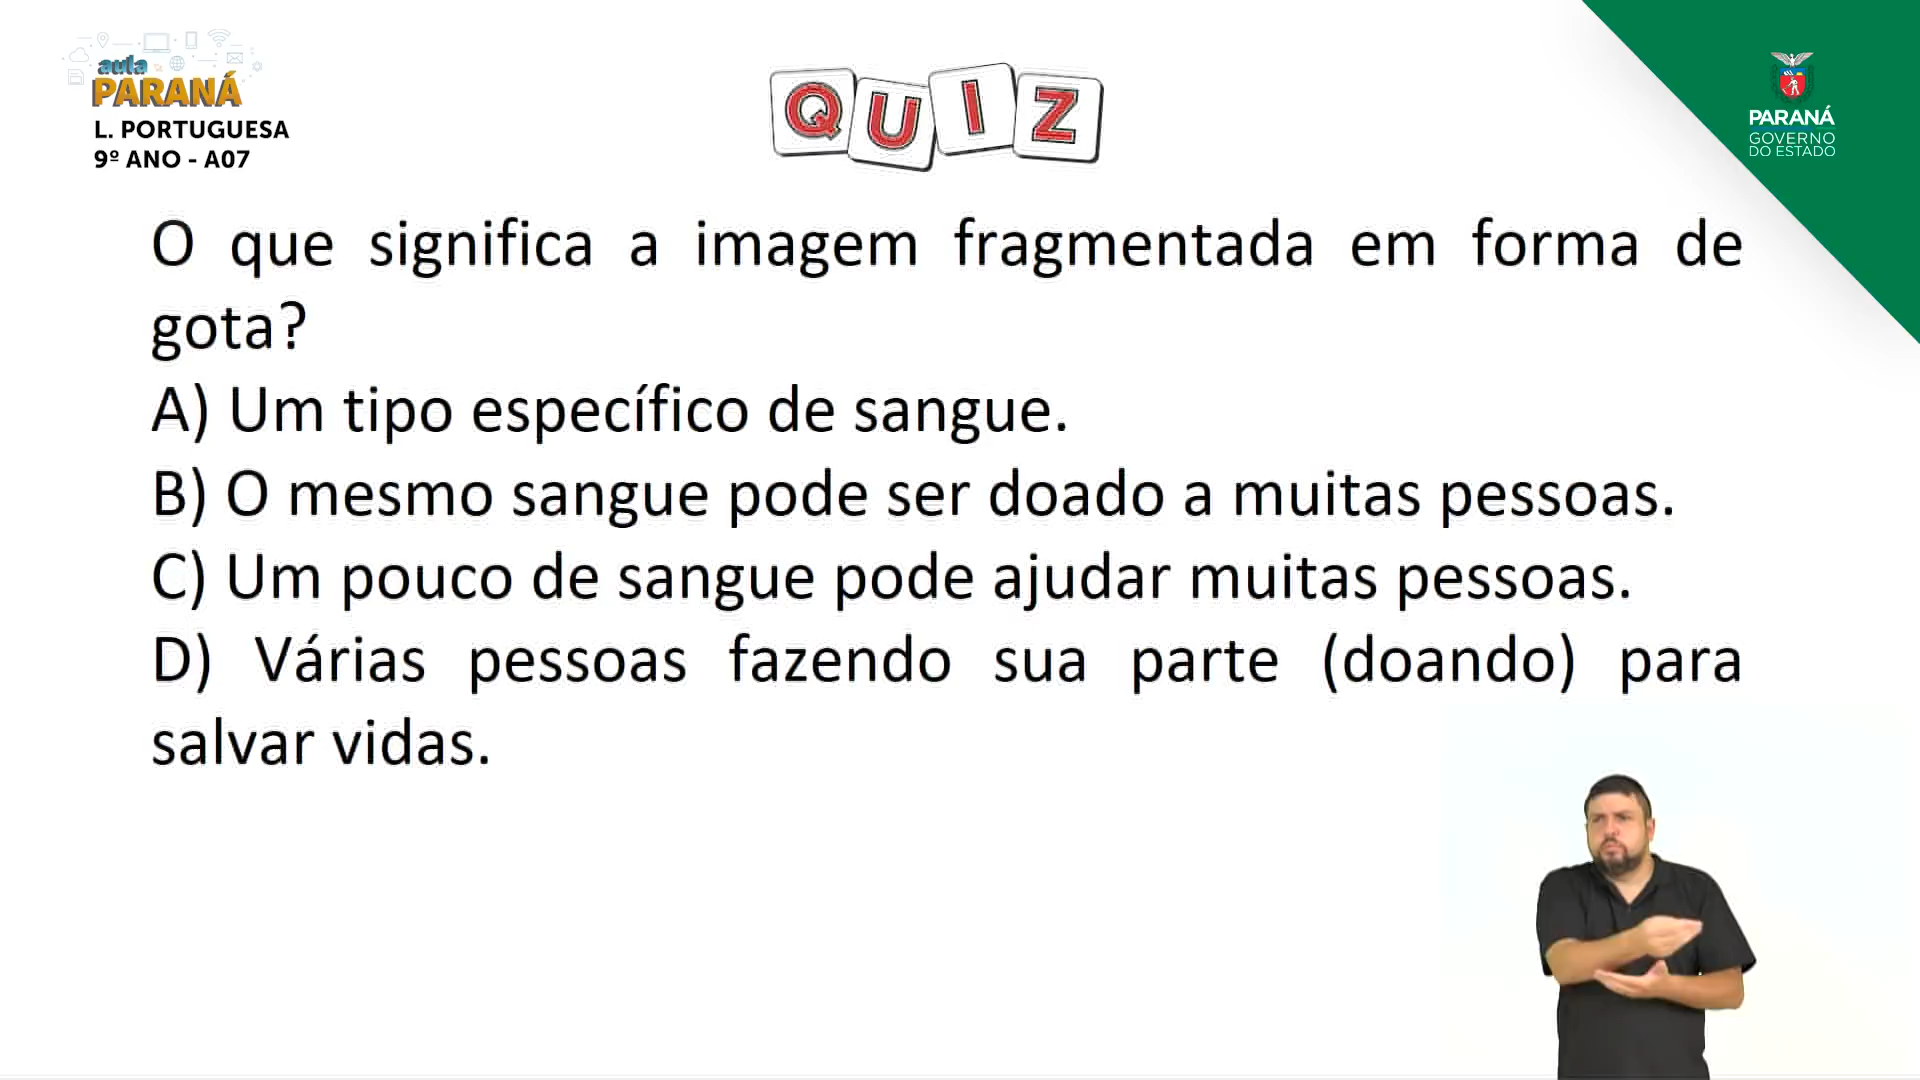 aula
PARANÁ
L. PORTUGUESA
9º ANO - A07
QUIZ
PARANÁ
GOVERNO
DO ESTADO
O que significa a imagem fragmentada em forma de
gota?
A) Um tipo específico de sangue.
B) O mesmo sangue pode ser doado a muitas pessoas.
C) Um pouco de sangue pode ajudar muitas pessoas.
D) Várias pessoas fazendo sua parte (doando) para
salvar vidas.